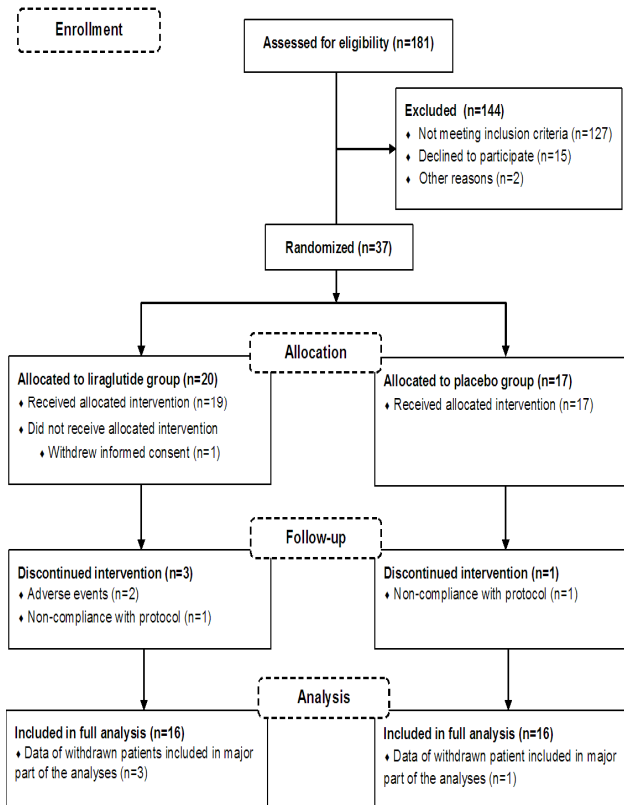 Enrollment
Assessed for eligibility (n=181)
Excluded (n=144)
♦ Not meeting inclusion criteria (n=127)
♦ Declined to participate (n=15)
♦ Other reasons (n=2)
Randomized (n=37)
Allocation
Allocated to liraglutide group (n=20)
♦ Received allocated intervention (n=19)
♦ Did not receive allocated intervention
♦ Withdrew informed consent (n=1)
Allocated to placebo group (n=17)
♦ Received allocated intervention (n=17)
Follow-up
Discontinued intervention (n=3)
♦ Adverse events (n=2)
♦ Non-compliance with protocol (n=1)
Discontinued intervention (n=1)
♦ Non-compliance with protocol (n=1)
Analysis
Included in full analysis (n=16)
♦ Data of withdrawn patients included in major
part of the analyses (n=3)
Included in full analysis (n=16)
♦ Data of withdrawn patient included in major
part of the analyses (n=1)